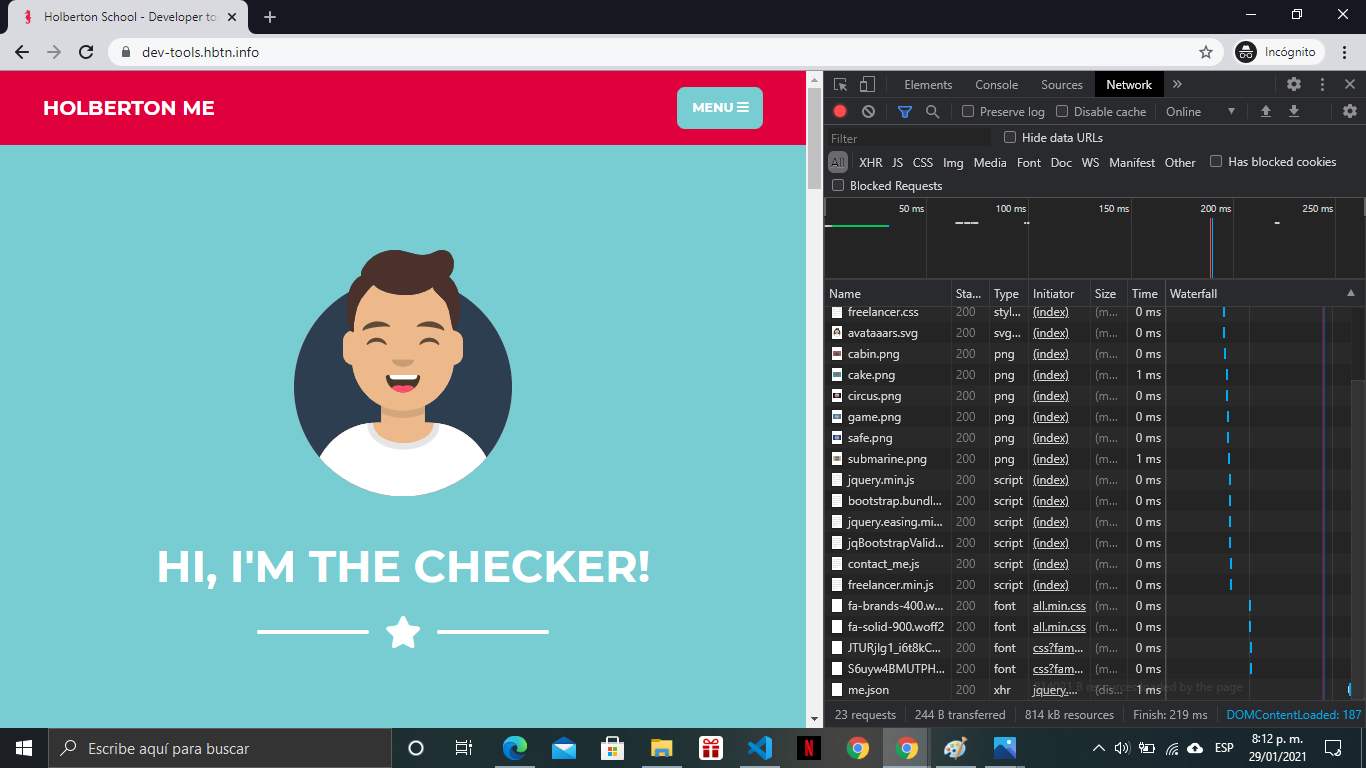 Holberton School - Developer to
dev-tools.hbtn.info
Incógnito
HOLBERTON ME
MENU
HI, I'M THE CHECKER!
Elements Console Sources Network
Preserve log Disable cache Online
Filter Hide data URLs
All XHR JS CSS Img Media Font Doc WS Manifest Other Has blocked cookies
Blocked Requests
50 ms 100 ms 150 ms 200 ms 250 ms
Name Sta... Type Initiator Size Time Waterfall
freelancer.css 200 styl... (index) (m... 0 ms
avataaars.svg 200 svg... (index) (m... 0 ms
cabin.png 200 png (index) (m... 0 ms
cake.png 200 png (index) (m... 1 ms
circus.png 200 png (index) (m... 0 ms
game.png 200 png (index) (m... 0 ms
safe.png 200 png (index) (m... 0 ms
submarine.png 200 png (index) (m... 1 ms
jquery.min.js 200 script (index) (m... 0 ms
bootstrap.bundl... 200 script (index) (m... 0 ms
jquery.easing.mi... 200 script (index) (m... 0 ms
jqBootstrapValid... 200 script (index) (m... 0 ms
contact_me.js 200 script (index) (m... 0 ms
freelancer.min.js 200 script (index) (m... 0 ms
fa-brands-400.w... 200 font all.min.css (m... 0 ms
fa-solid-900.woff2 200 font all.min.css (m... 0 ms
JTURjIg1_i6t8kC... 200 font css?fam... (m... 0 ms
S6uyw4BMUTPH... 200 font css?fam... (m... 0 ms
me.json 200 xhr jquery.... (dis... 1 ms
B resources loaded by the page
23 requests 244 B transferred 814 kB resources Finish: 219 ms DOMContentLoaded: 187
Escribe aquí para buscar
ESP
8:12 p. m.
29/01/2021